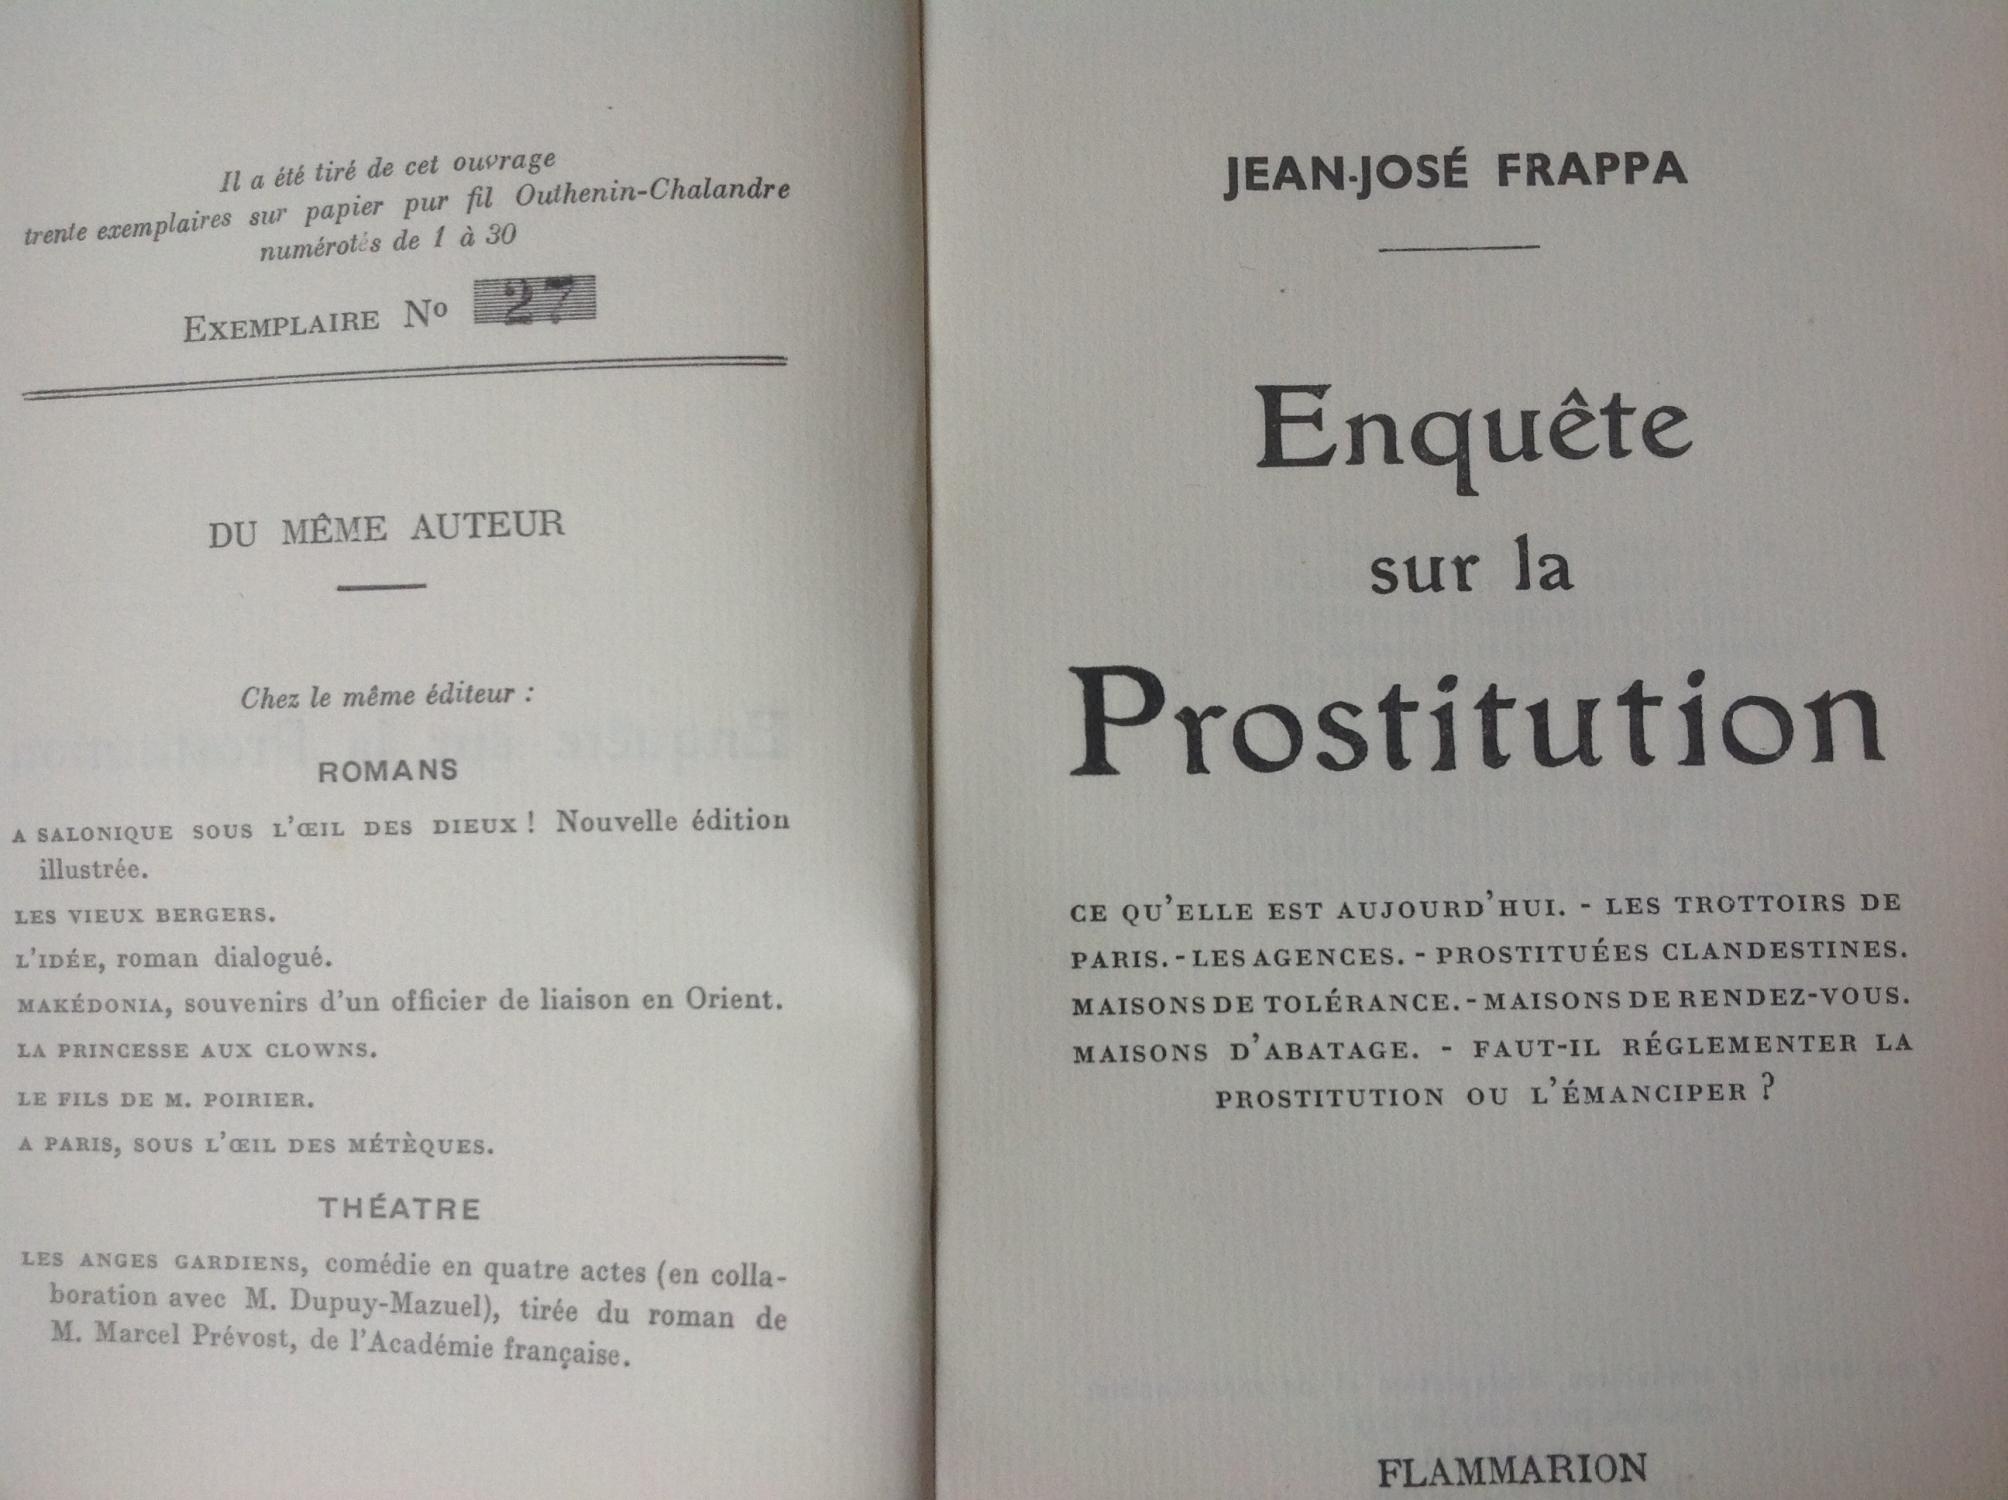 Il a été tiré de cet ouvrage
trente exemplaires sur papier pur fil Outhenin-Chalandre
numérotés de 1 à 30
EXEMPLAIRE No 27
DU MÊME AUTEUR
Chez le même éditeur :
ROMANS
A SALONIQUE SOUS L'ŒIL DES DIEUX ! Nouvelle édition
illustrée.
LES VIEUX BERGERS.
L'IDÉE, roman dialogué.
MAKÉDONIA, souvenirs d'un officier de liaison en Orient.
LA PRINCESSE AUX CLOWNS.
LE FILS DE M. POIRIER.
A PARIS, SOUS L'ŒIL DES MÉTÈQUES.
THÉATRE
LES ANGES GARDIENS, comédie en quatre actes (en colla-
boration avec M. Dupuy-Mazuel), tirée du roman de
M. Marcel Prévost, de l'Académie française.
JEAN-JOSÉ FRAPPA
Enquête
sur la
Prostitution
CE QU'ELLE EST AUJOURD'HUI. - LES TROTTOIRS DE
PARIS. - LES AGENCES. - PROSTITUÉES CLANDESTINES.
MAISONS DE TOLÉRANCE. - MAISONS DE RENDEZ-VOUS.
MAISONS D'ABATAGE. - FAUT-IL RÉGLEMENTER LA
PROSTITUTION OU L'ÉMANCIPER ?
FLAMMARION